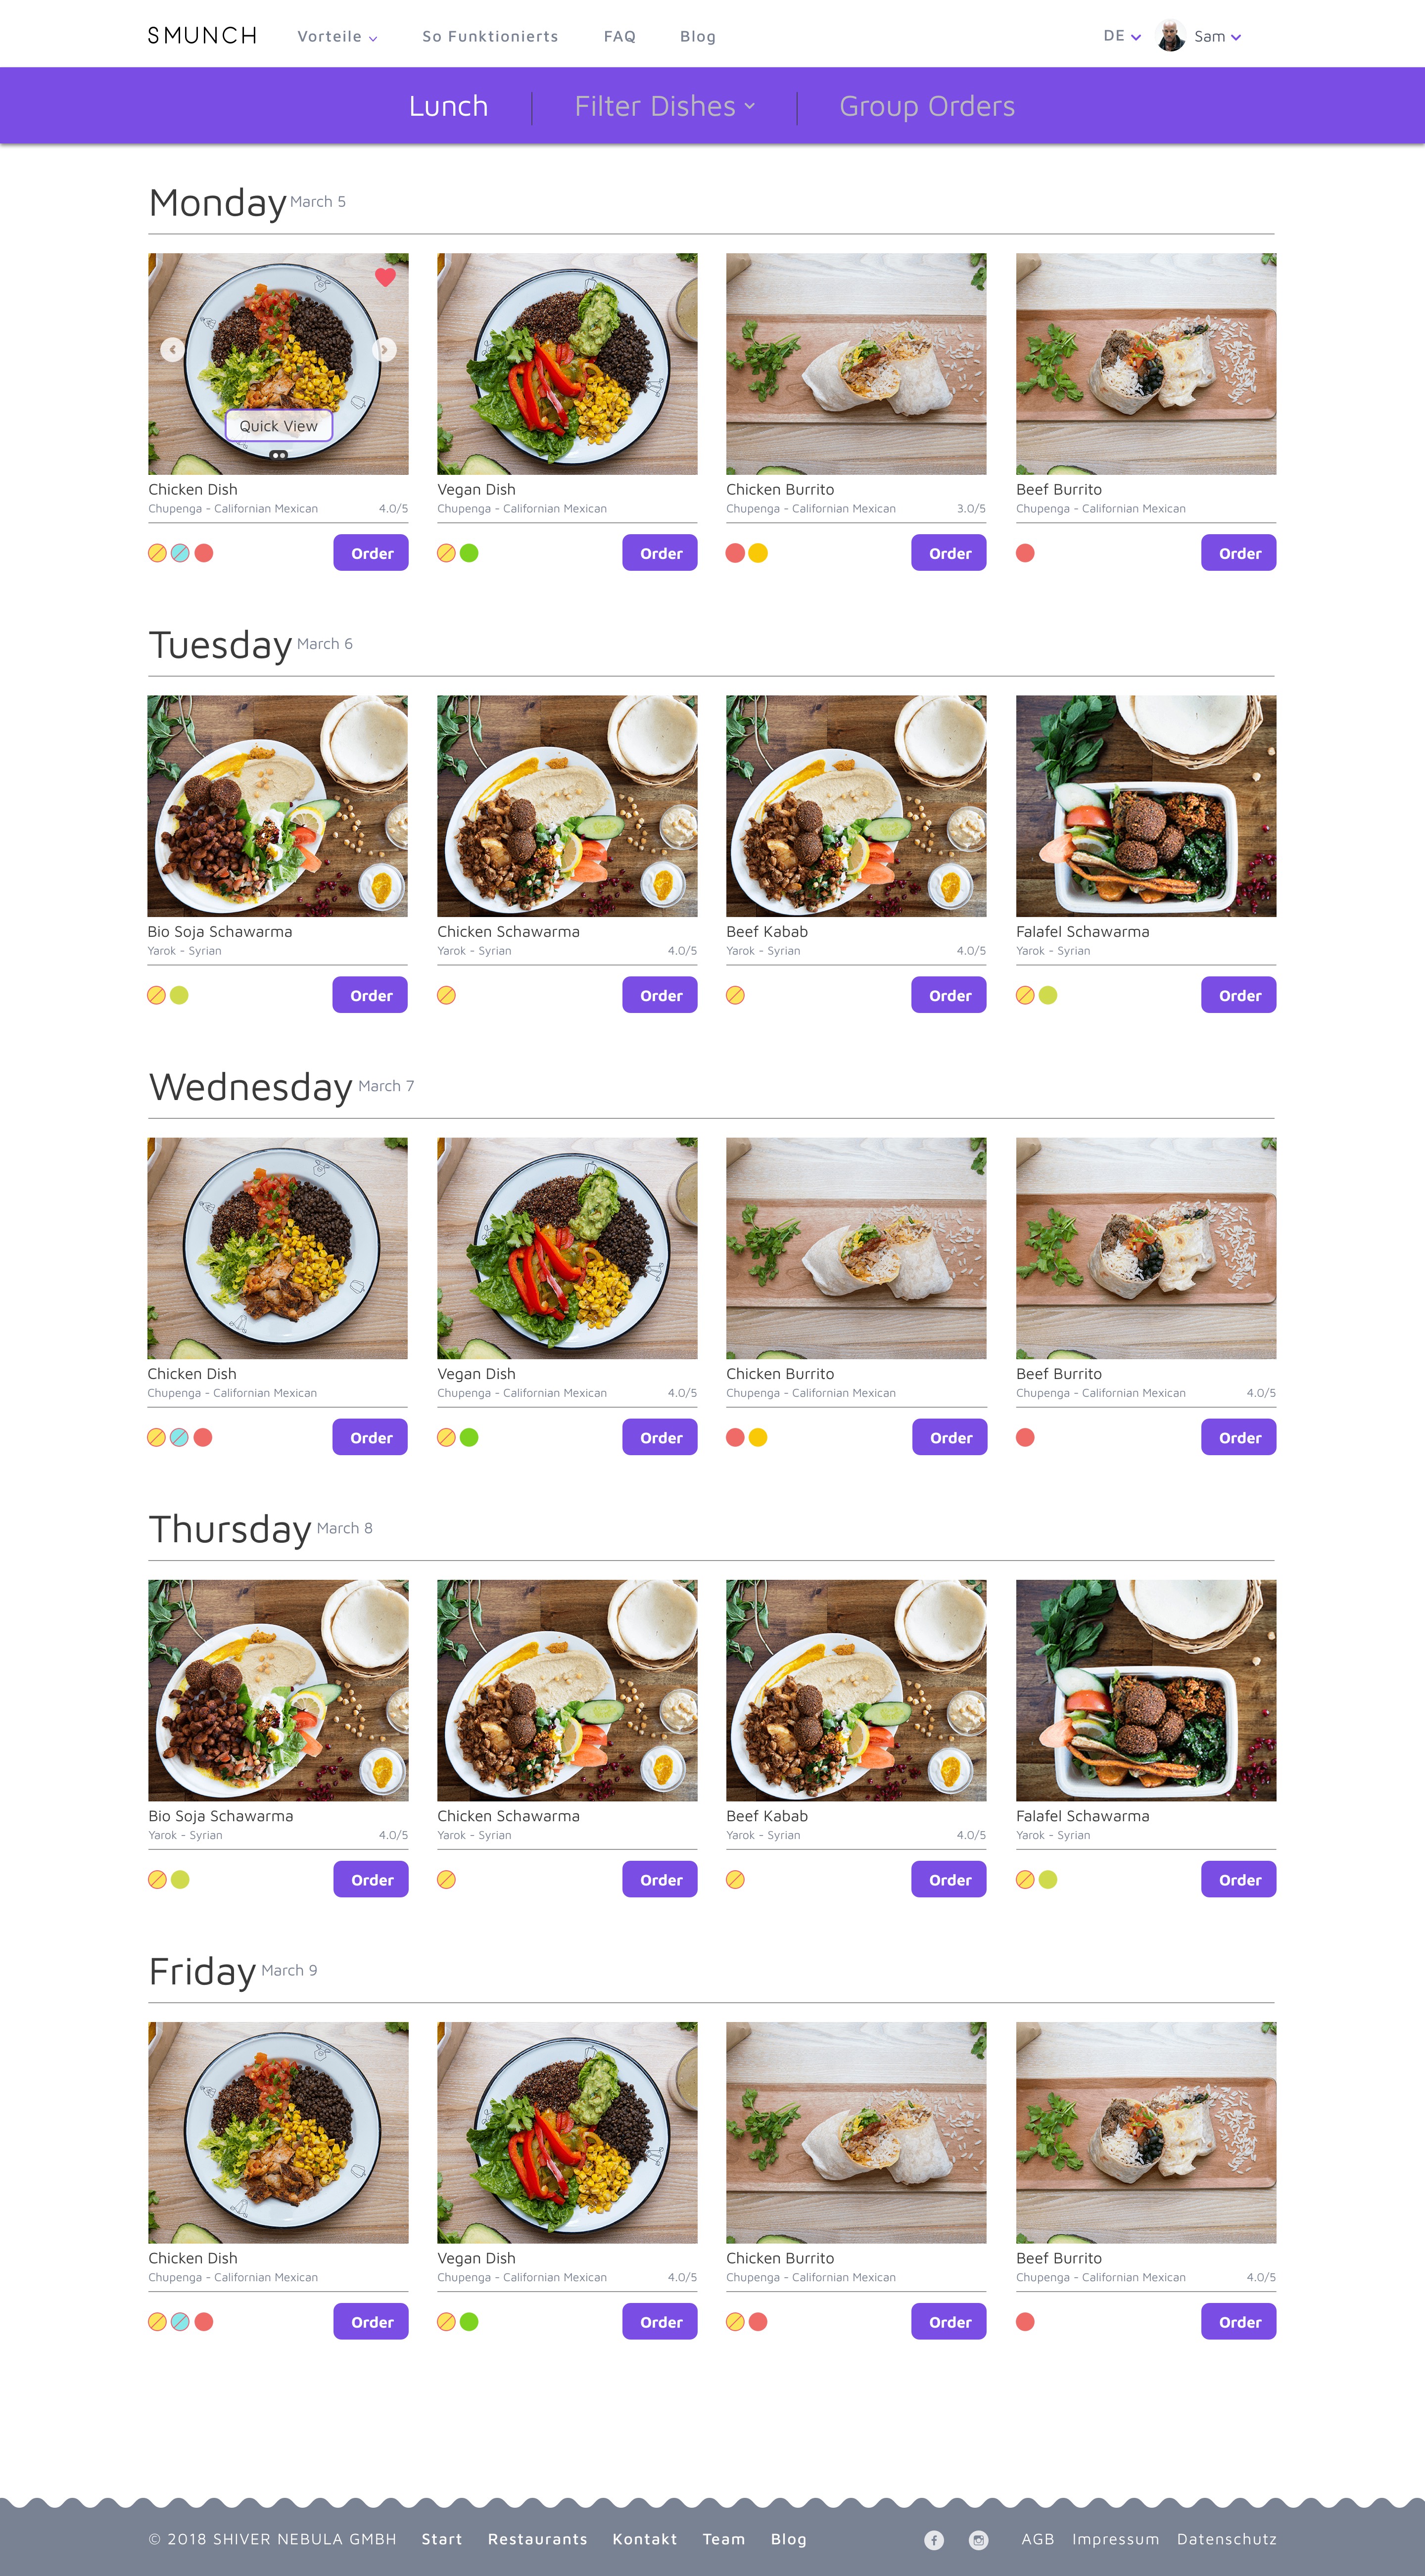 SMUNCH Vorteile So Funktionierts FAQ Blog DE Sam
Lunch Filter Dishes Group Orders
Monday March 5
Quick View
Chicken Dish Vegan Dish Chicken Burrito Beef Burrito
Chupenga - Californian Mexican 4.0/5 Chupenga - Californian Mexican Chupenga - Californian Mexican 3.0/5 Chupenga - Californian Mexican
Order Order Order Order
Tuesday March 6
Bio Soja Schawarma Chicken Schawarma Beef Kabab Falafel Schawarma
Yarok - Syrian Yarok - Syrian 4.0/5 Yarok - Syrian 4.0/5 Yarok - Syrian
Order Order Order Order
Wednesday March 7
Chicken Dish Vegan Dish Chicken Burrito Beef Burrito
Chupenga - Californian Mexican Chupenga - Californian Mexican 4.0/5 Chupenga - Californian Mexican Chupenga - Californian Mexican 4.0/5
Order Order Order Order
Thursday March 8
Bio Soja Schawarma Chicken Schawarma Beef Kabab Falafel Schawarma
Yarok - Syrian 4.0/5 Yarok - Syrian Yarok - Syrian 4.0/5 Yarok - Syrian
Order Order Order Order
Friday March 9
Chicken Dish Vegan Dish Chicken Burrito Beef Burrito
Chupenga - Californian Mexican Chupenga - Californian Mexican 4.0/5 Chupenga - Californian Mexican Chupenga - Californian Mexican 4.0/5
Order Order Order Order
© 2018 SHIVER NEBULA GMBH Start Restaurants Kontakt Team Blog AGB Impressum Datenschutz